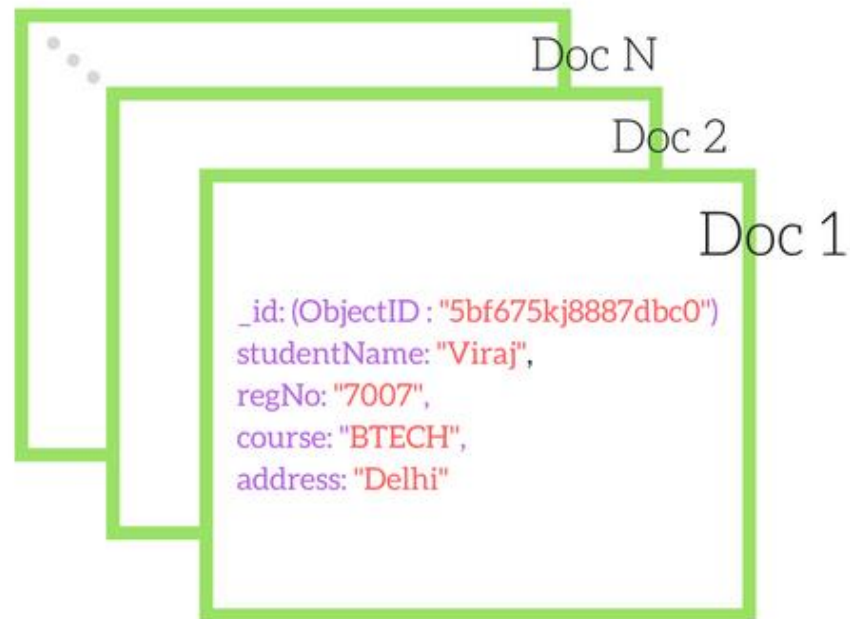 Doc N
Doc 2
Doc 1
_id: (ObjectID : "5bf675kj8887dbc0")
studentName: "Viraj",
regNo: "7007",
course: "BTECH",
address: "Delhi"